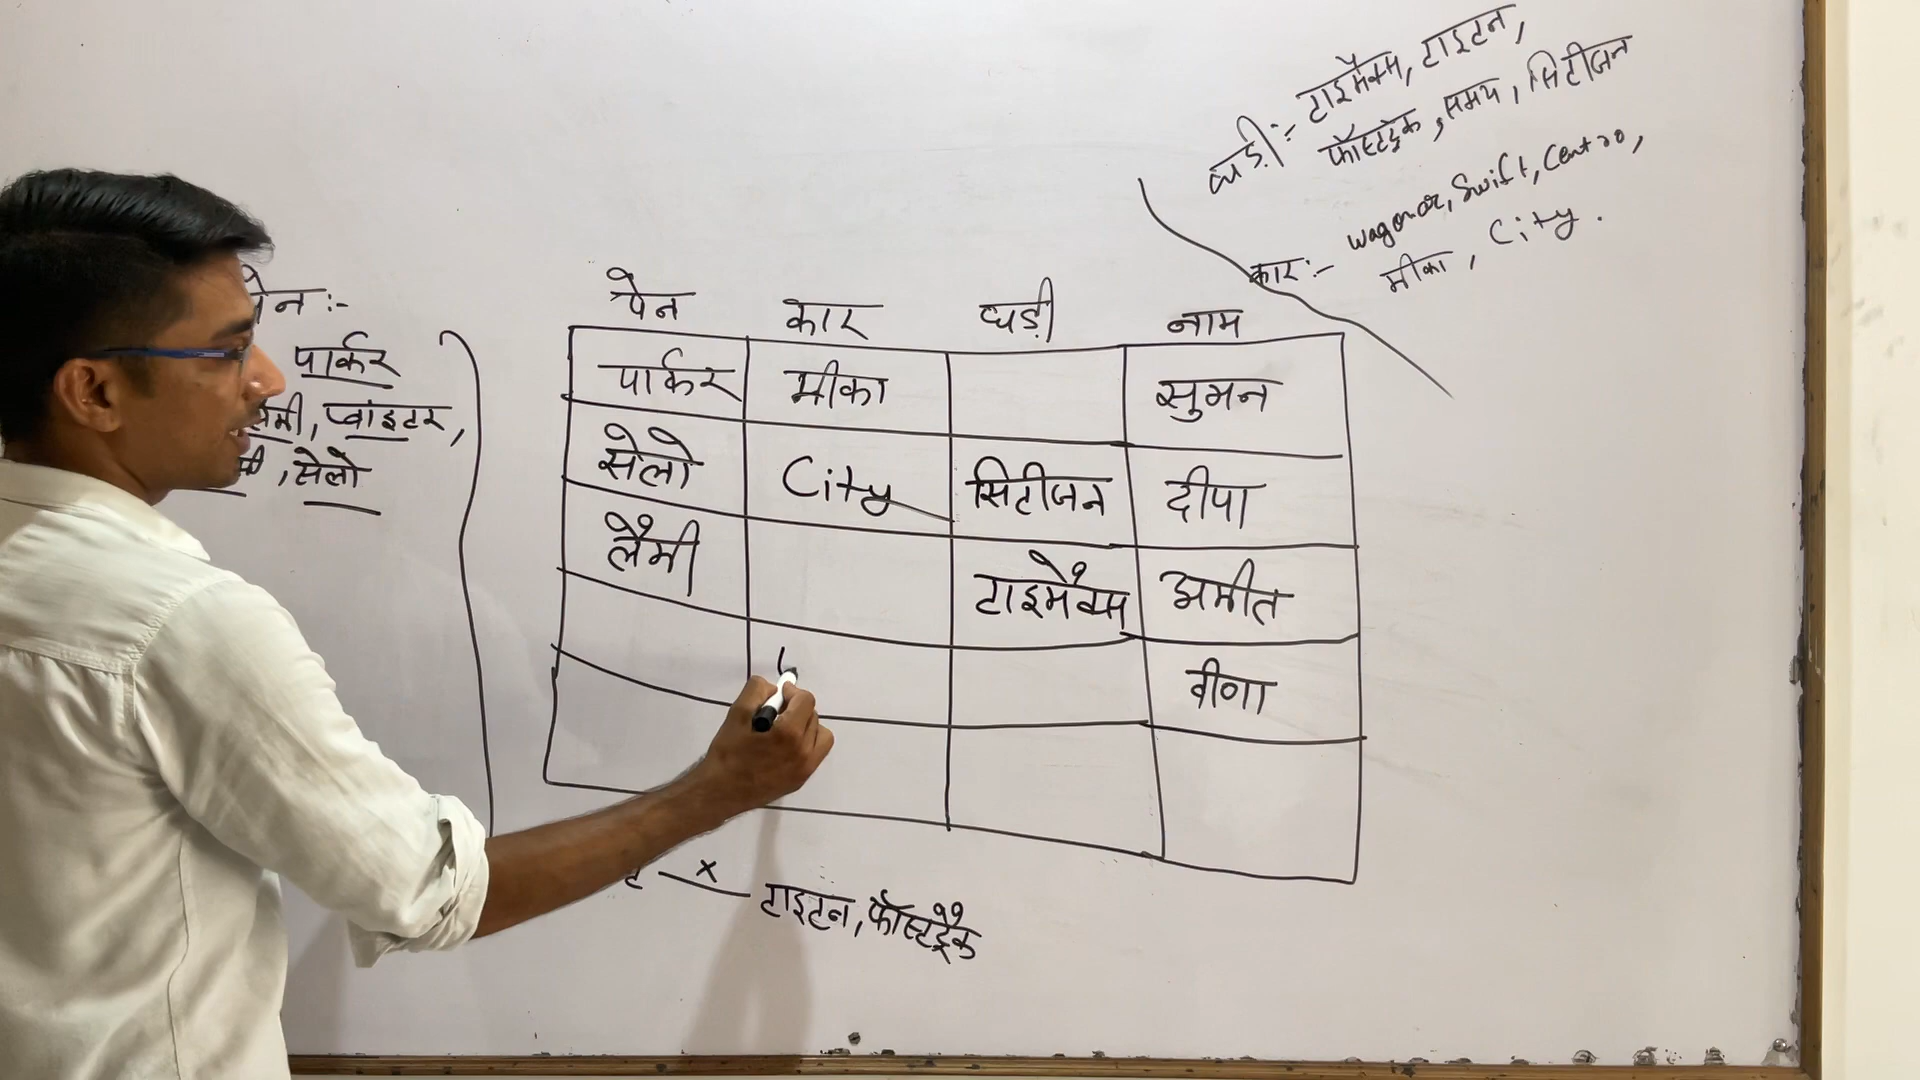 घड़ी:- टाइमैक्स, टाइटन,
फॉस्टट्रैक, समय, सिटीजन
कार:- wagonar, Swift, Centro,
मीका, City.
पार्कर
प्वाइंटर,
, सेलो
पेन कार घड़ी नाम
पार्कर मीका सुमन
सेलो City सिटीजन दीपा
लैमी टाइमैक्स अमीत
वीणा
x टाइटन, फॉस्टट्रैक